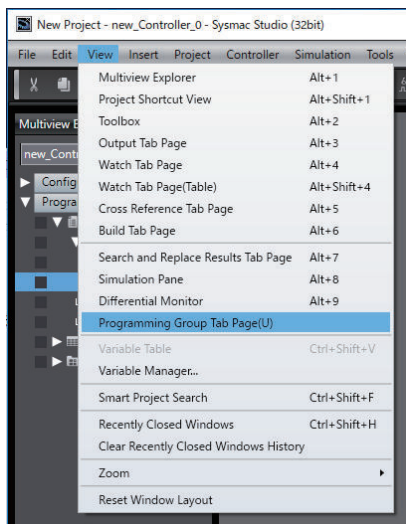 New Project - new_Controller_0 - Sysmac Studio (32bit)
File Edit View Insert Project Controller Simulation Tools
Multiview Explorer Alt+1
Project Shortcut View Alt+Shift+1
Toolbox Alt+2
Output Tab Page Alt+3
Watch Tab Page Alt+4
Watch Tab Page(Table) Alt+Shift+4
Cross Reference Tab Page Alt+5
Build Tab Page Alt+6
Search and Replace Results Tab Page Alt+7
Simulation Pane Alt+8
Differential Monitor Alt+9
Programming Group Tab Page(U)
Variable Table Ctrl+Shift+V
Variable Manager...
Smart Project Search Ctrl+Shift+F
Recently Closed Windows Ctrl+Shift+H
Clear Recently Closed Windows History
Zoom
Reset Window Layout
Multiview E
new_Cont
Config
Progra